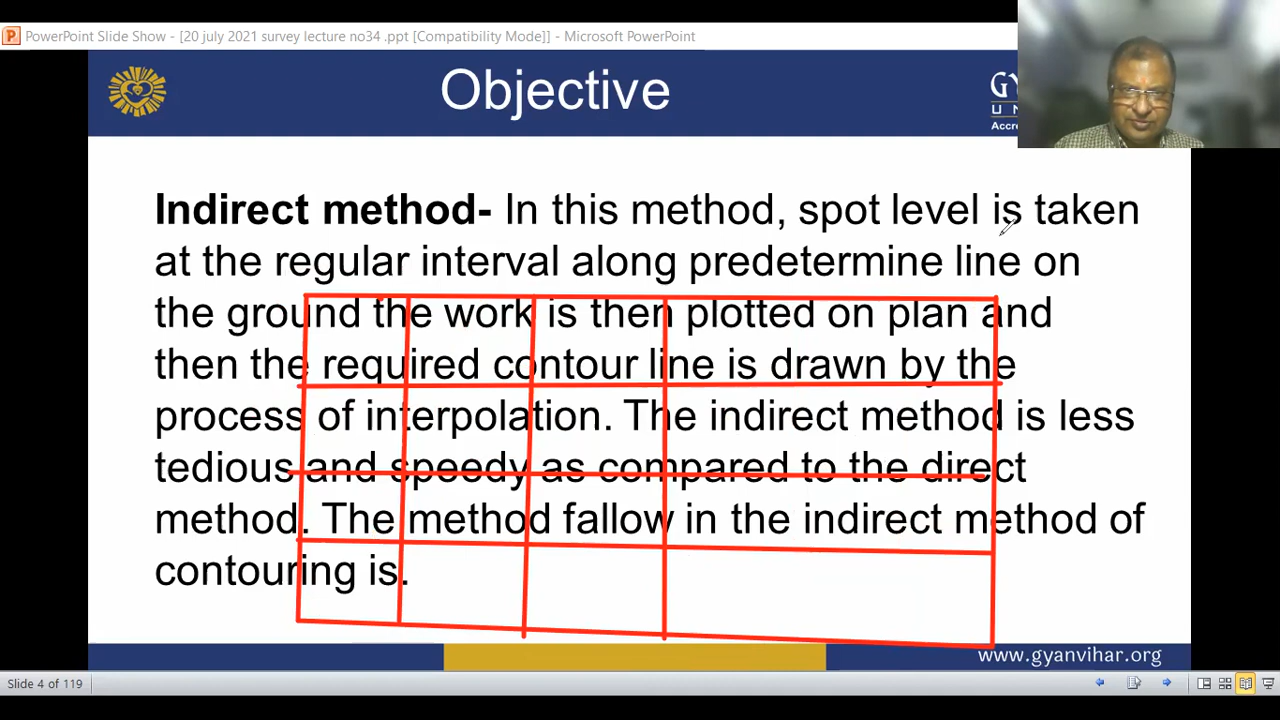 PowerPoint Slide Show - [20 july 2021 survey lecture no34 .ppt [Compatibility Mode]] - Microsoft PowerPoint
Objective
Accre
Indirect method- In this method, spot level is taken
at the regular interval along predetermine line on
the ground the work is then plotted on plan and
then the required contour line is drawn by the
process of interpolation. The indirect method is less
tedious and speedy as compared to the direct
method. The method fallow in the indirect method of
contouring is.
www.gyanvihar.org
Slide 4 of 119